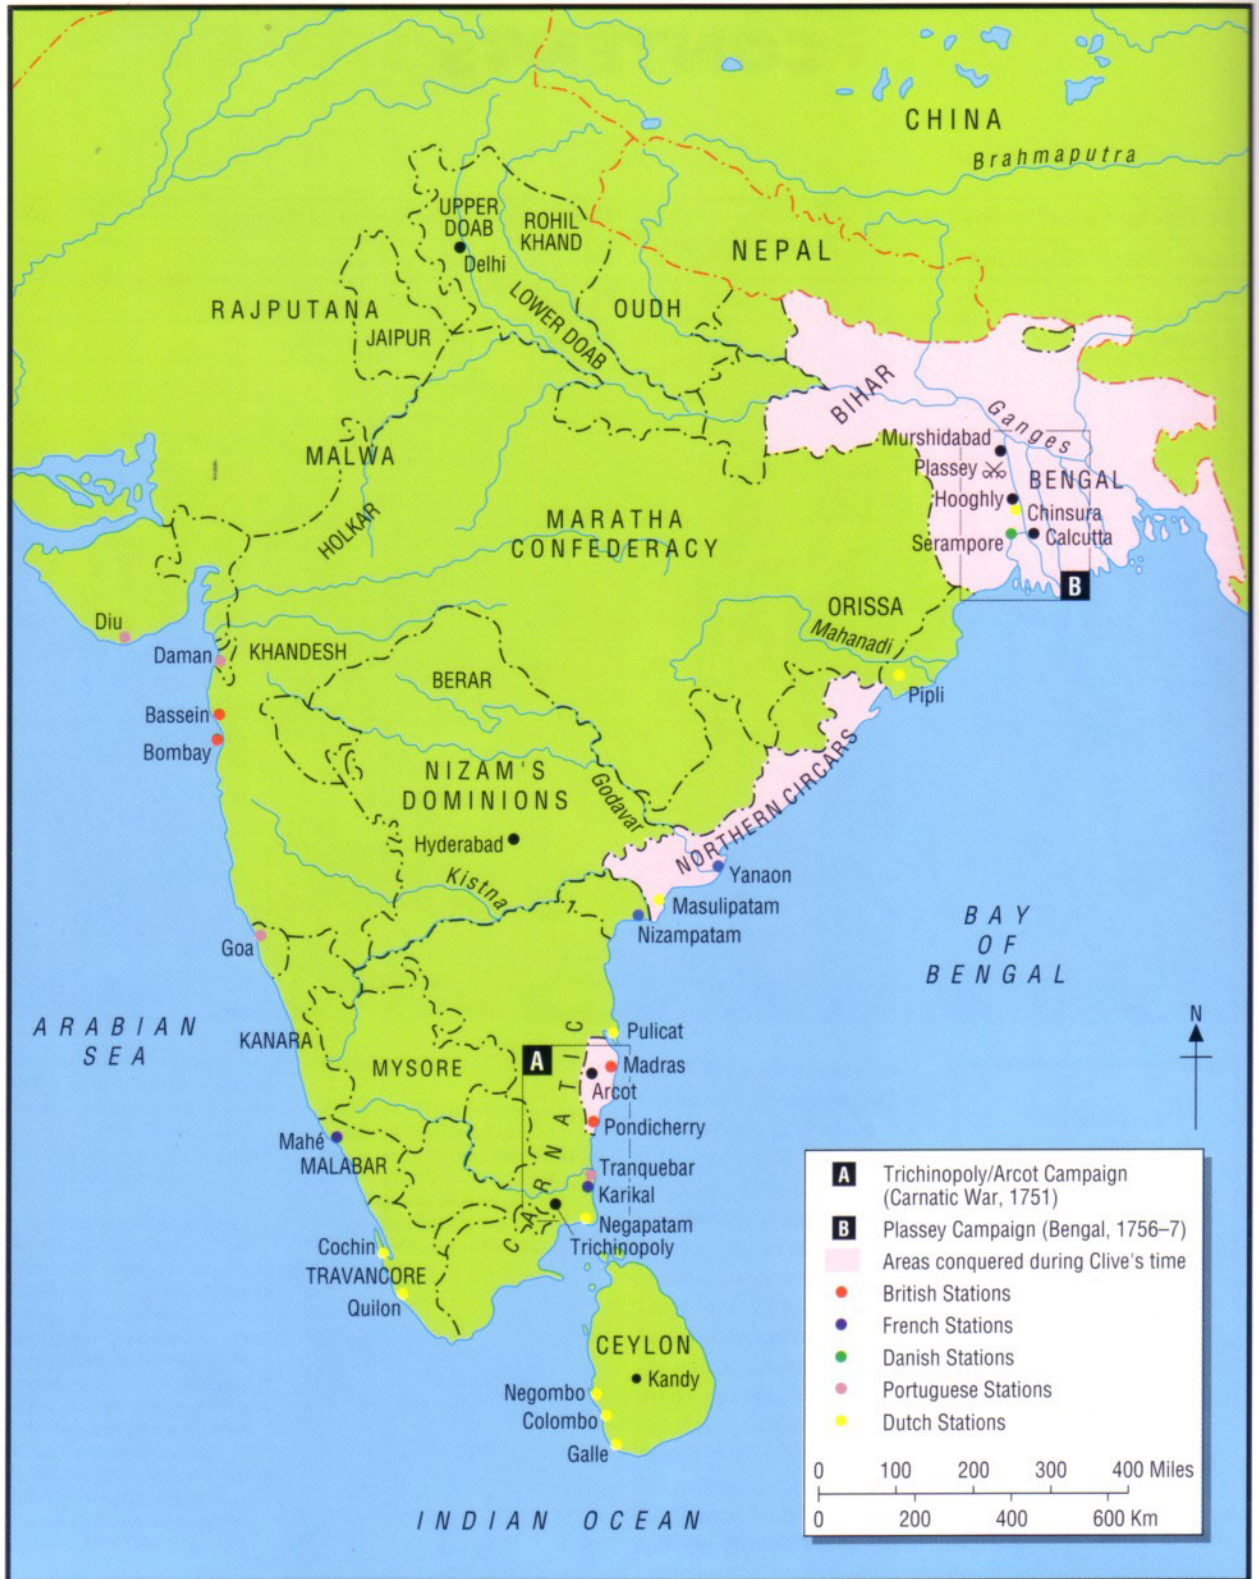 CHINA
Brahmaputra
UPPER
DOAB
ROHIL
KHAND
Delhi
NEPAL
RAJPUTANA
JAIPUR
LOWER DOAB
OUDH
BIHAR
Ganges
MALWA
Murshidabad
Plassey
BENGAL
Hooghly
Chinsura
HOLKAR
MARATHA
CONFEDERACY
Serampore
Calcutta
B
ORISSA
Mahanadi
Diu
Daman
KHANDESH
BERAR
Pipli
Bassein
Bombay
NIZAM'S
DOMINIONS
Godavar
NORTHERN CIRCARS
Hyderabad
Kistna
Yanaon
Masulipatam
Nizampatam
Goa
BAY
OF
BENGAL
ARABIAN
SEA
KANARA
MYSORE
A
CARNATIC
Pulicat
Madras
Arcot
N
Mahé
MALABAR
Pondicherry
Tranquebar
Karikal
Negapatam
Trichinopoly
Cochin
TRAVANCORE
Quilon
CEYLON
Kandy
Negombo
Colombo
Galle
INDIAN OCEAN
A Trichinopoly/Arcot Campaign
(Carnatic War, 1751)
B Plassey Campaign (Bengal, 1756–7)
Areas conquered during Clive's time
British Stations
French Stations
Danish Stations
Portuguese Stations
Dutch Stations
0 100 200 300 400 Miles
0 200 400 600 Km